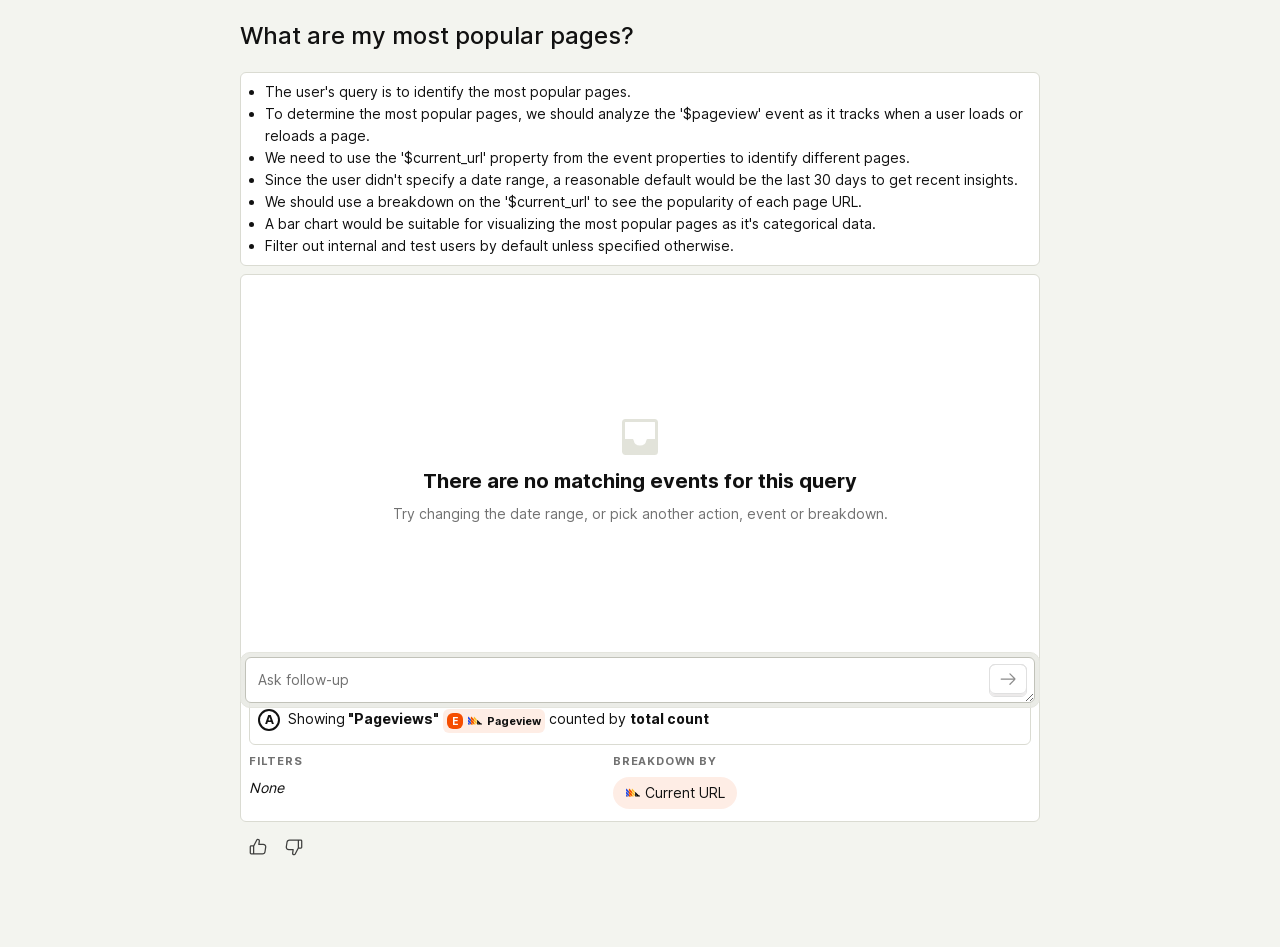 What are my most popular pages?
The user's query is to identify the most popular pages.
To determine the most popular pages, we should analyze the '$pageview' event as it tracks when a user loads or
reloads a page.
We need to use the '$current_url' property from the event properties to identify different pages.
Since the user didn't specify a date range, a reasonable default would be the last 30 days to get recent insights.
We should use a breakdown on the '$current_url' to see the popularity of each page URL.
A bar chart would be suitable for visualizing the most popular pages as it's categorical data.
Filter out internal and test users by default unless specified otherwise.
There are no matching events for this query
Try changing the date range, or pick another action, event or breakdown.
Ask follow-up
A Showing "Pageviews" E Pageview counted by total count
FILTERS
None
BREAKDOWN BY
Current URL